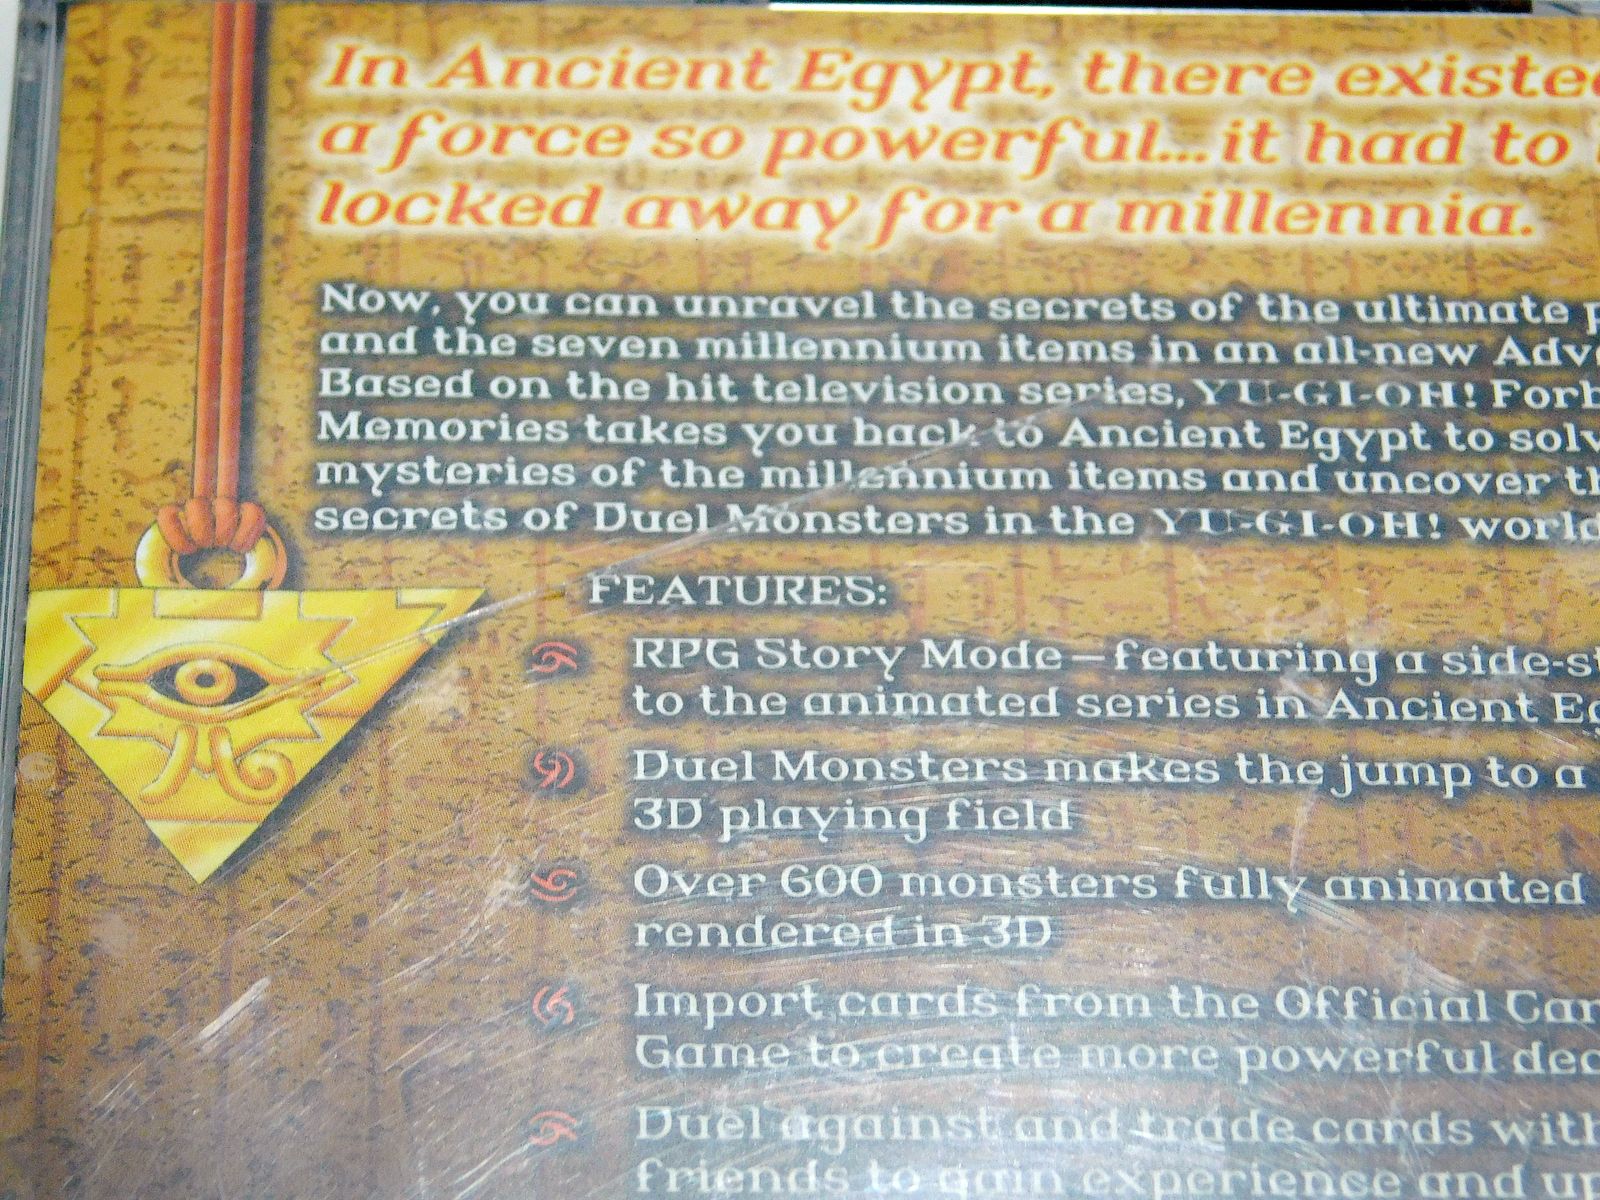 In Ancient Egypt, there existed
a force so powerful...it had to
locked away for a millennia.
Now, you can unravel the secrets of the ultimate
and the seven millennium items in an all-new
Based on the hit television series, YU-GI-OH!
Memories takes you back to Ancient Egypt to
mysteries of the millennium items and uncover
secrets of Duel Monsters in the YU-GI-OH! world
FEATURES:
RPG Story Mode—featuring a
to the animated series in Ancient
Duel Monsters makes the jump to a
3D playing field
Over 600 monsters fully animated
rendered in 3D
Import cards from the Official
Game to create more powerful
Duel against and trade cards with
friends to gain experience and